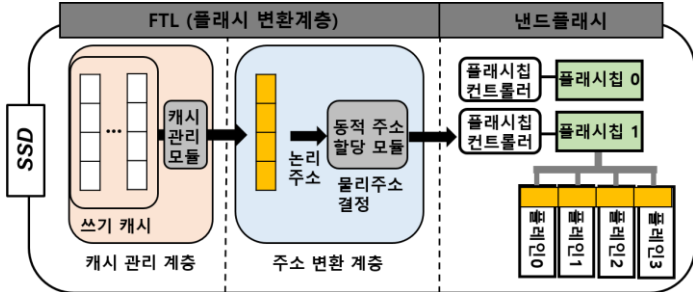 FTL (플래시 변환계층)
낸드플래시
SSD
...
캐시
관리
모듈
쓰기 캐시
캐시 관리 계층
논리
주소
동적 주소
할당 모듈
물리주소
결정
주소 변환 계층
플래시칩
컨트롤러
플래시칩 0
플래시칩
컨트롤러
플래시칩 1
플레인0
플레인1
플레인2
플레인3